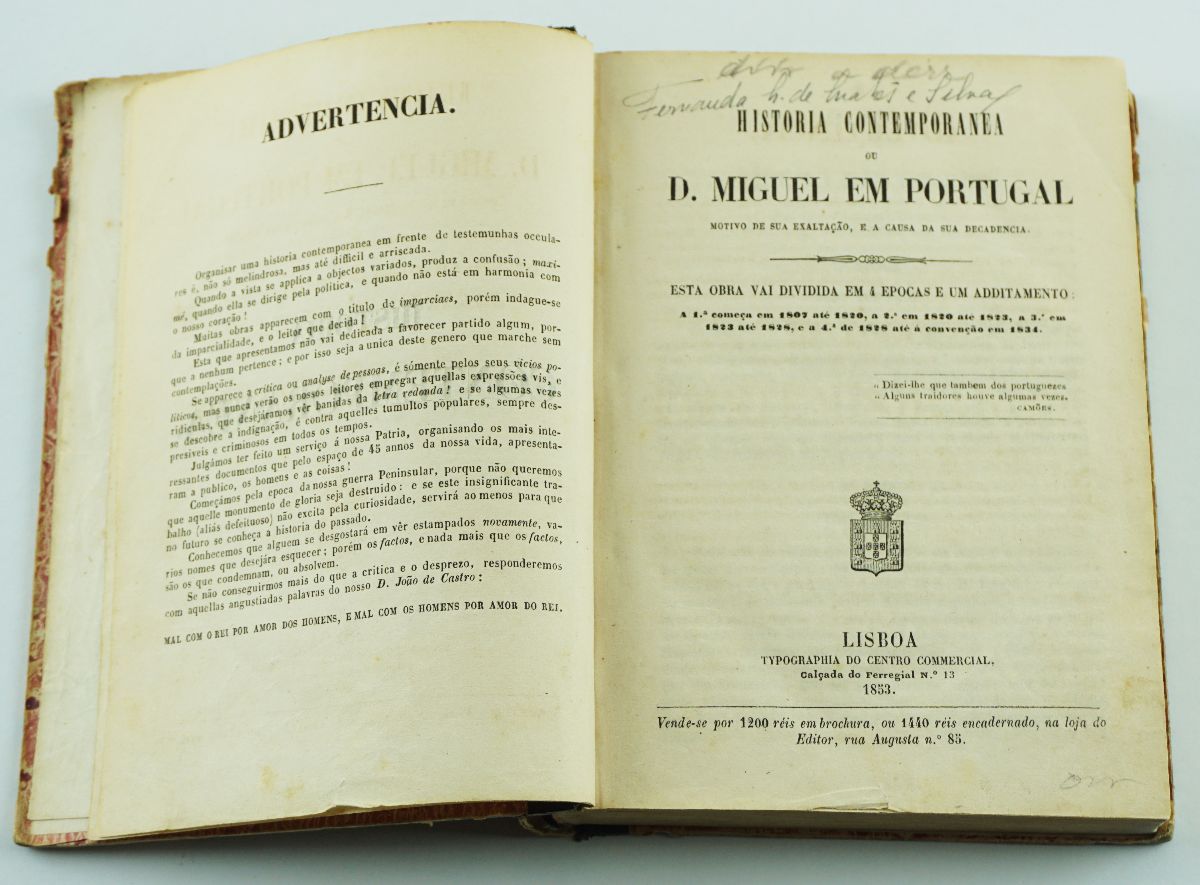 ADVERTENCIA.
Organisar uma historia contemporanea em frente de testemunhas occula-
res é, não só melindrosa, mas até difficil e arriscada.
Quando a vista se applica a objectos variados, produz a confusão; maxi-
mé, quando ella se dirige pela politica, e quando não está em harmonia com
o nosso coração!
Muitas obras apparecem com o titulo de imparciaes, porém indague-se
da imparcialidade, e o leitor que decida!
Esta que apresentamos não vai dedicada a favorecer partido algum, por-
que a nenhum pertence; e por isso seja a unica deste genero que marche sem
contemplações.
Se apparece a critica ou analyse de pessoas, é sómente pelos seus vicios po-
liticos, mas nunca verão os nossos leitores empregar aquellas expressões vis, e
ridiculas, que desejáramos vêr banidas da letra redonda! e se algumas vezes
se descobre a indignação, é contra aquelles tumultos populares, sempre des-
presiveis e criminosos em todos os tempos.
Julgámos ter feito um serviço á nossa Patria, organisando os mais inte-
ressantes documentos que pelo espaço de 45 annos da nossa vida, apresenta-
ram a publico, os homens e as coisas!
Começámos pela epoca da nossa guerra Peninsular, porque não queremos
que aquelle monumento de gloria seja destruido: e se este insignificante tra-
balho (aliás defeituoso) não excita pela curiosidade, servirá ao menos para que
no futuro se conheça a historia do passado.
Conhecemos que alguem se desgostará em vêr estampados novamente, va-
rios nomes que desejára esquecer; porém os factos, e nada mais que os factos,
são os que condemnam, ou absolvem.
Se não conseguirmos mais do que a critica e o desprezo, responderemos
com aquellas angustiadas palavras do nosso D. João de Castro:
MAL COM O REI POR AMOR DOS HOMENS, E MAL COM OS HOMENS POR AMOR DO REI.
Fernanda h. de e Silva
HISTORIA CONTEMPORANEA
OU
D. MIGUEL EM PORTUGAL
MOTIVO DE SUA EXALTAÇÃO, E A CAUSA DA SUA DECADENCIA.
ESTA OBRA VAI DIVIDIDA EM 4 EPOCAS E UM ADDITAMENTO:
A 1.ª começa em 1807 até 1820, a 2.ª em 1820 até 1823, a 3.ª em
1823 até 1828, e a 4.ª de 1828 até á convenção em 1834.
„ Dizei-lhe que tambem dos portuguezes
„ Alguns traidores houve algumas vezes.
CAMÕES.
LISBOA
TYPOGRAPHIA DO CENTRO COMMERCIAL,
Calçada do Ferregial N.º 13
1853.
Vende-se por 1200 réis em brochura, ou 1440 réis encadernado, na loja do
Editor, rua Augusta n.º 85.